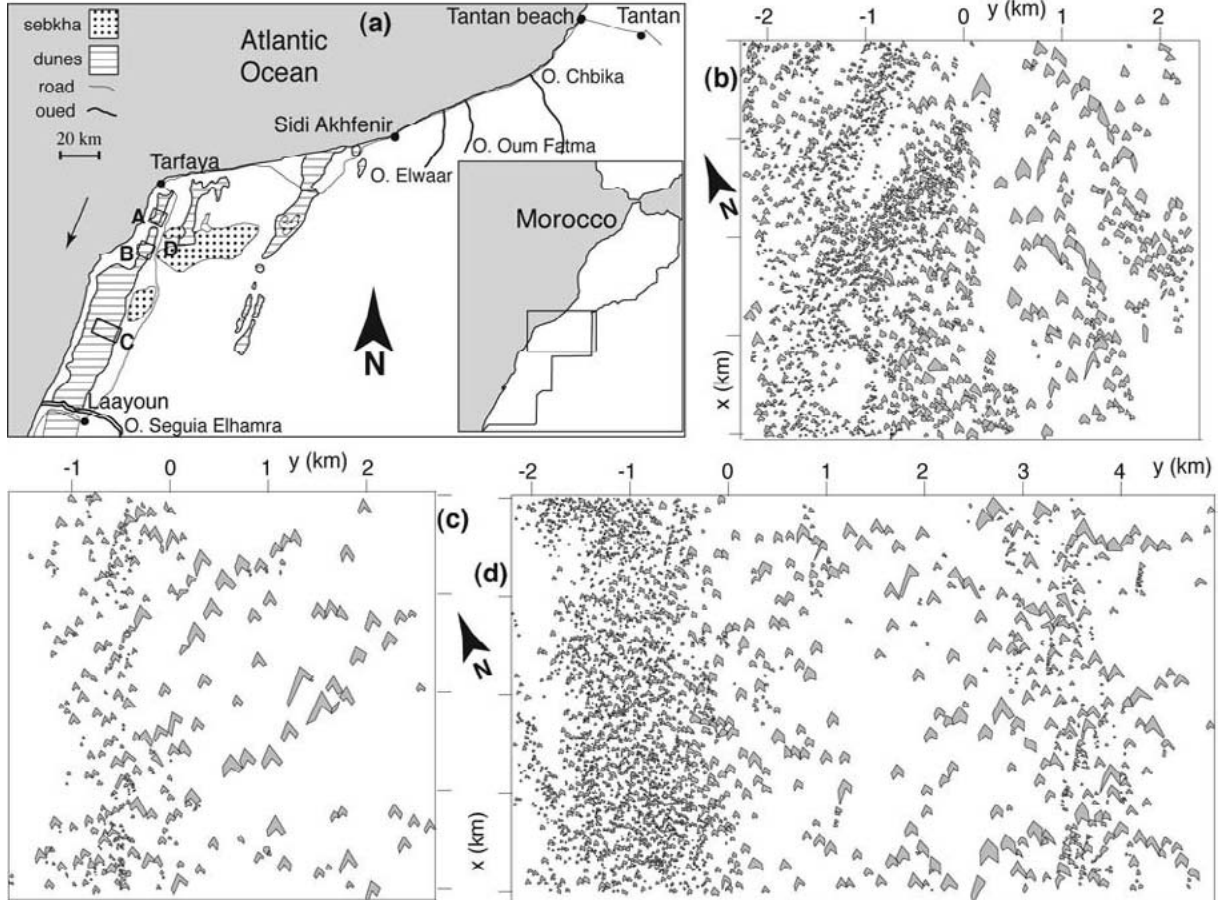 sebkha
dunes
road
oued
20 km
Atlantic
Ocean
(a)
Tantan beach
Tantan
O. Chbika
Sidi Akhfenir
O. Oum Fatma
O. Elwaar
Tarfaya
A
B
D
C
N
Laayoun
O. Seguia Elhamra
Morocco
-2 -1 0 y (km) 1 2
(b)
N
x (km)
-1 0 1 y (km) 2
(c)
-2 -1 0 1 2 3 4 y (km)
(d)
N
x (km)